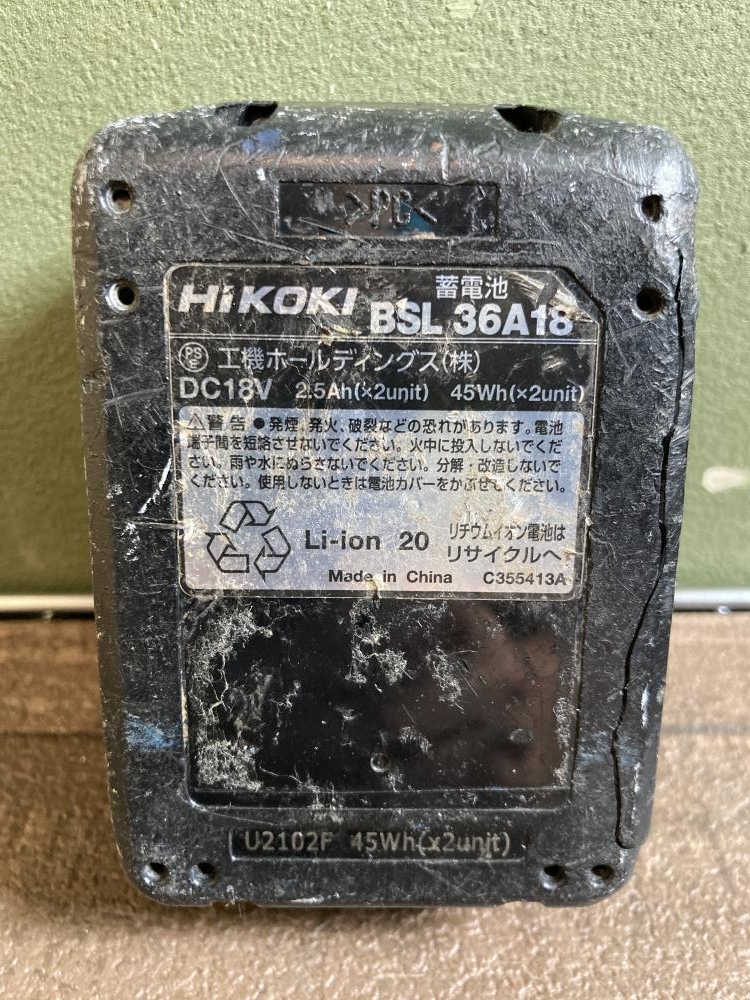 >PC<
HiKOKI 蓄電池
BSL 36A18
PS E 工機ホールディングス(株)
DC18V 2.5Ah(×2unit) 45Wh(×2unit)
⚠警告 ●発煙、発火、破裂などの恐れがあります。電池
端子間を短絡させないでください。火中に投入しないでくだ
さい。雨や水にぬらさないでください。分解・改造しないで
ください。使用しないときは電池カバーをかぶせてください。
Li-ion 20 リチウムイオン電池は
リサイクルへ
Made in China C355413A
U2102F 45Wh(x2unit)